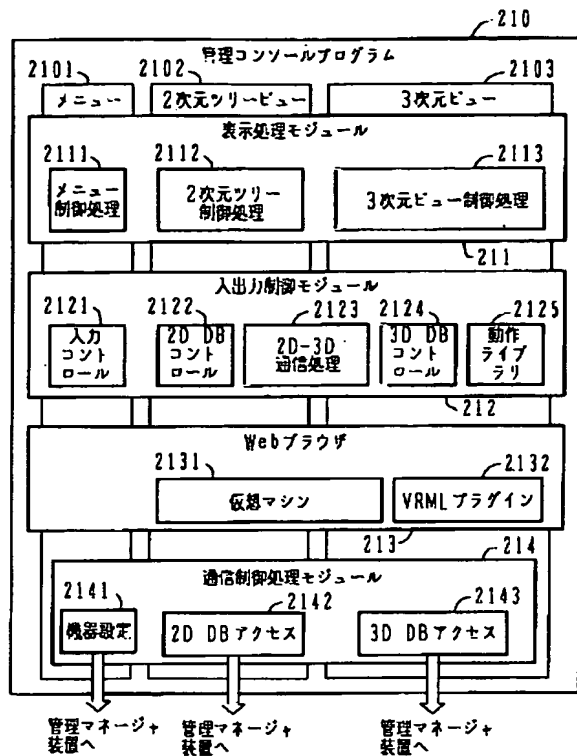 210
管理コンソールプログラム
2101
2102
2103
メニュー
2次元ツリービュー
3次元ビュー
表示処理モジュール
2111
2112
2113
メニュー
制御処理
2次元ツリー
制御処理
3次元ビュー制御処理
211
入出力制御モジュール
2121
2122
2123
2124
2125
入力
コント
ロール
2D DB
コント
ロール
2D-3D
通信処理
3D DB
コント
ロール
動作
ライブ
ラリ
212
Webブラウザ
2131
2132
仮想マシン
VRMLプラグイン
213
214
通信制御処理モジュール
2141
2142
2143
機器設定
2D DBアクセス
3D DBアクセス
管理マネージャ
装置へ
管理マネージャ
装置へ
管理マネージャ
装置へ